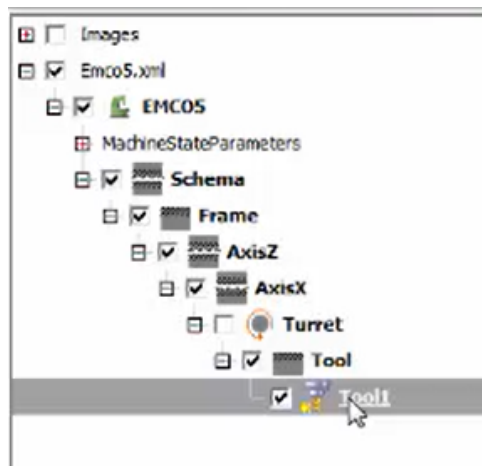 Images
Emco5.xml
EMCO5
MachineStateParameters
Schema
Frame
AxisZ
AxisX
Turret
Tool
Tool1